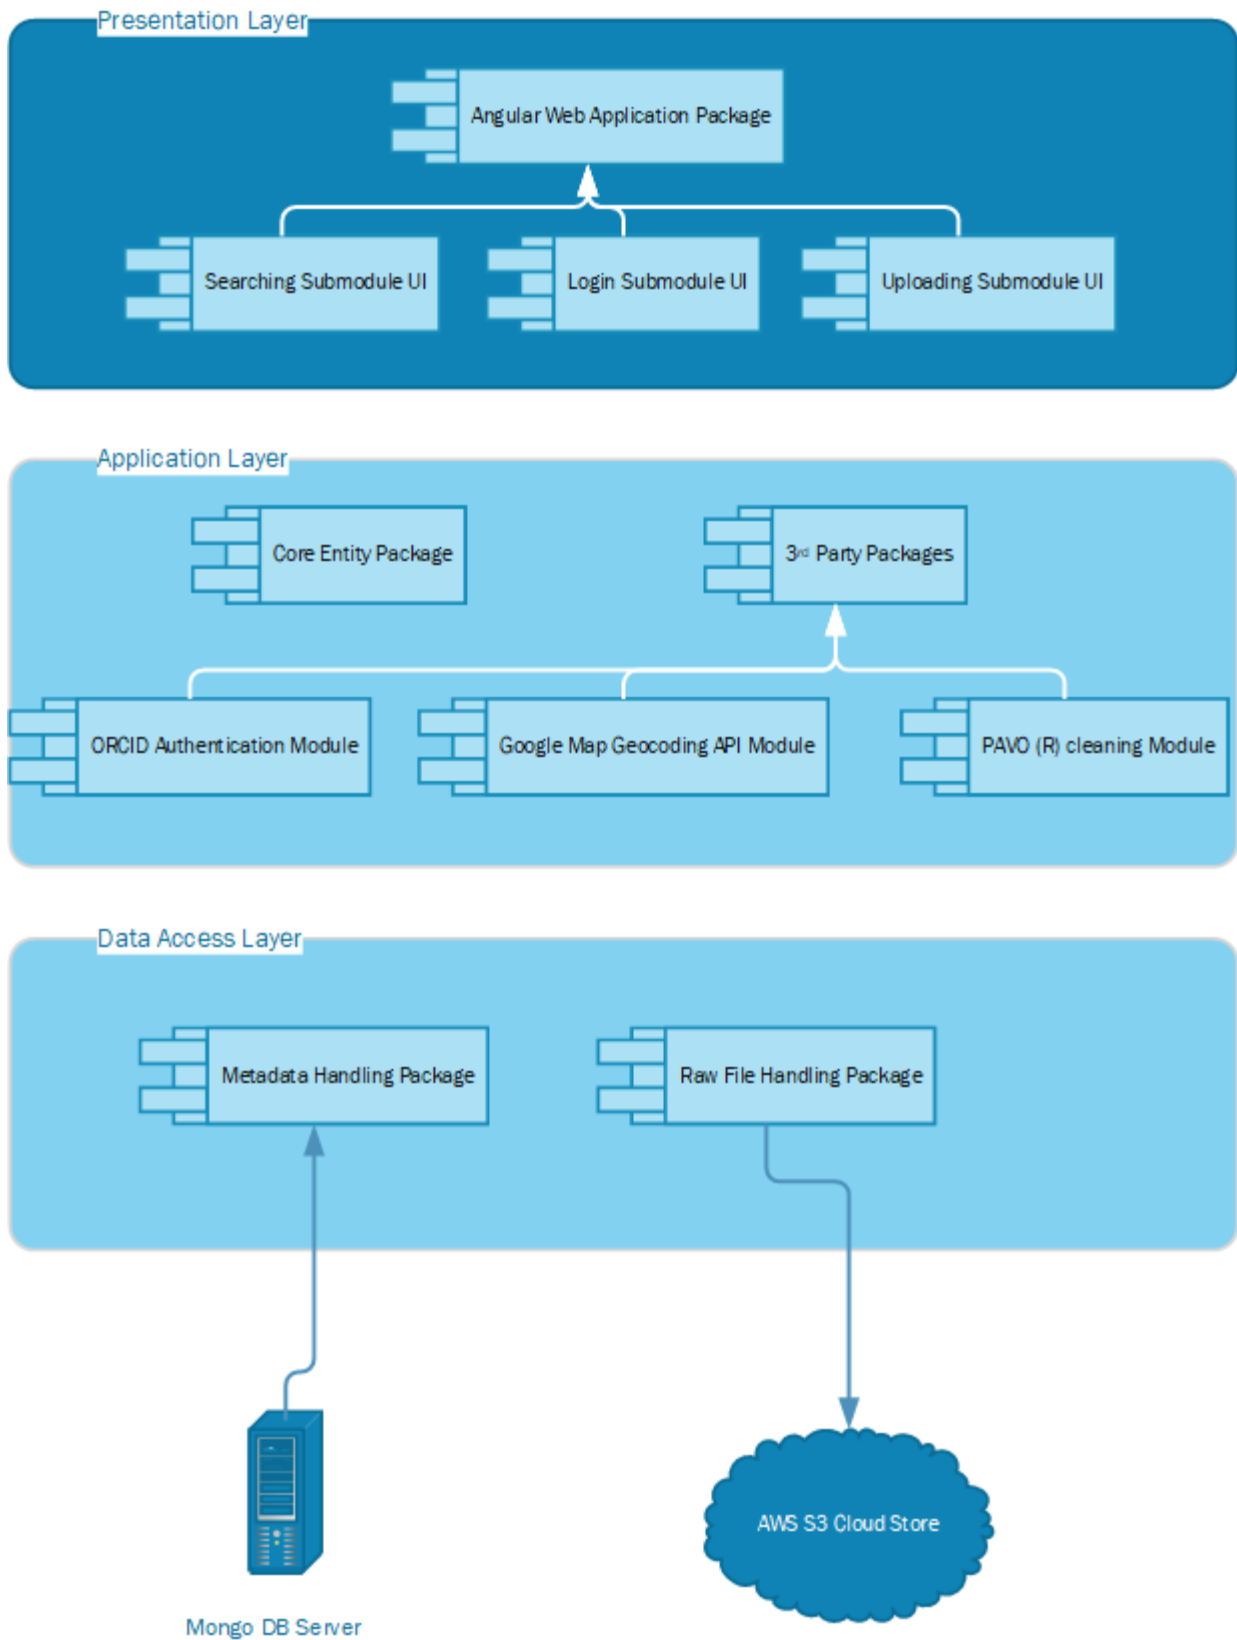 Presentation Layer
Angular Web Application Package
Searching Submodule UI
Login Submodule UI
Uploading Submodule UI
Application Layer
Core Entity Package
3rd Party Packages
ORCID Authentication Module
Google Map Geocoding API Module
PAVO (R) cleaning Module
Data Access Layer
Metadata Handling Package
Raw File Handling Package
AWS S3 Cloud Store
Mongo DB Server